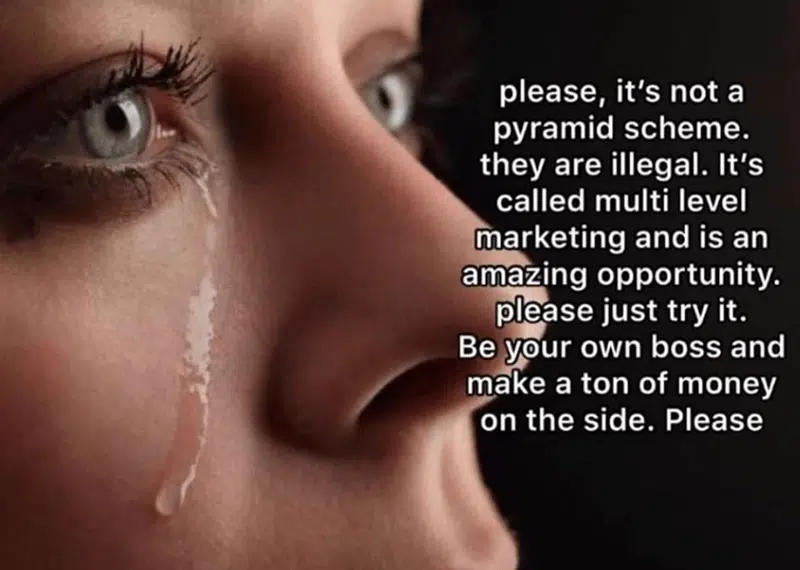 please, it's not a
pyramid scheme.
they are illegal. It's
called multi level
marketing and is an
amazing opportunity.
please just try it.
Be your own boss and
make a ton of money
on the side. Please